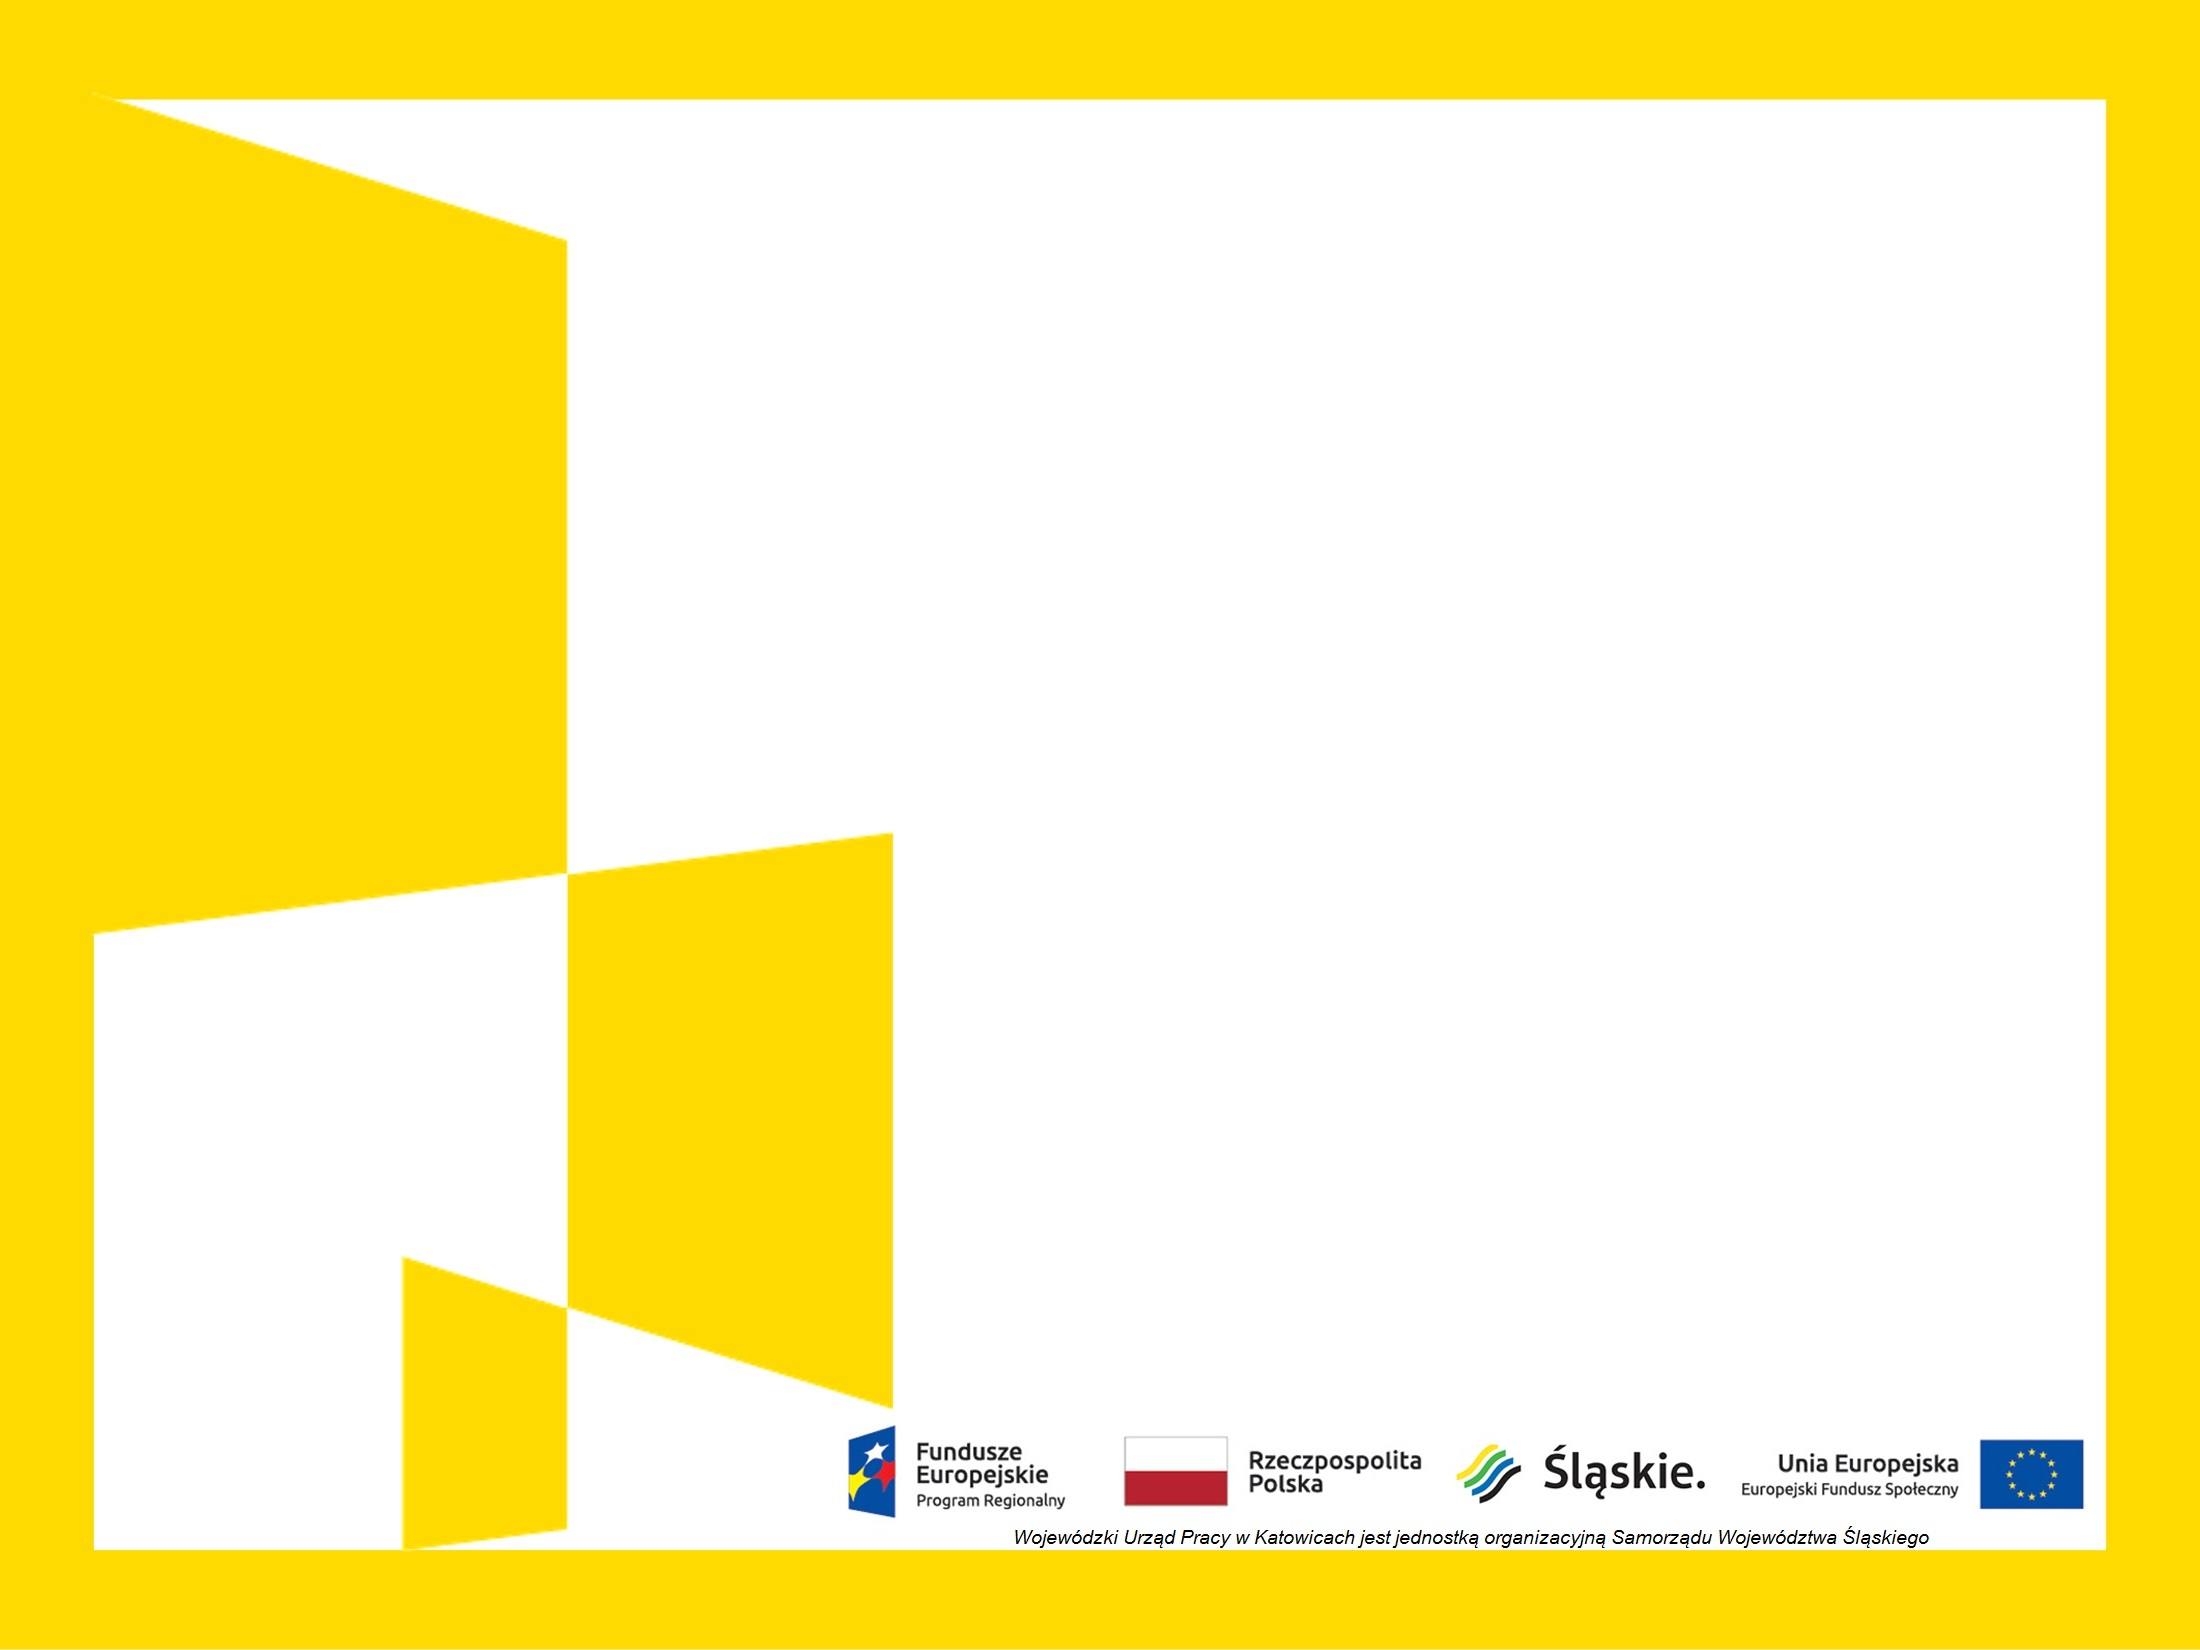 Fundusze
Europejskie
Program Regionalny
Rzeczpospolita
Polska
Śląskie.
Unia Europejska
Europejski Fundusz Społeczny
Wojewódzki Urząd Pracy w Katowicach jest jednostką organizacyjną Samorządu Województwa Śląskiego